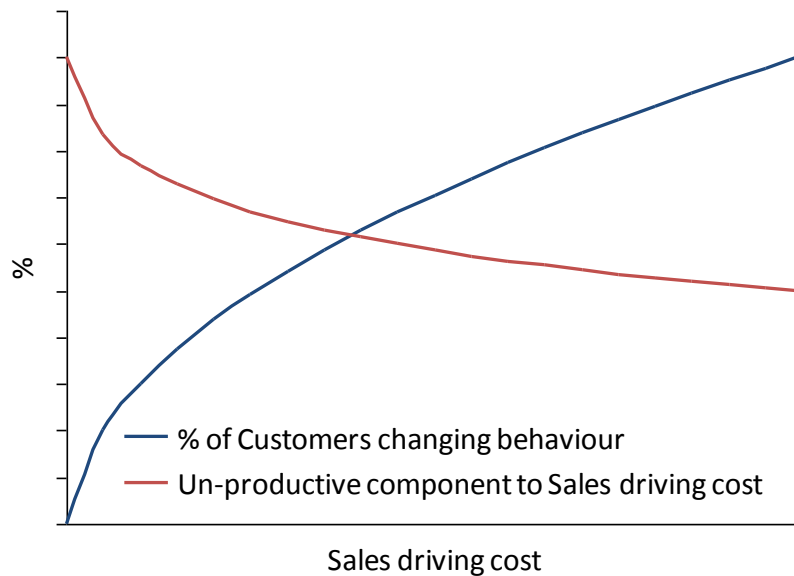 %
% of Customers changing behaviour
Un-productive component to Sales driving cost
Sales driving cost